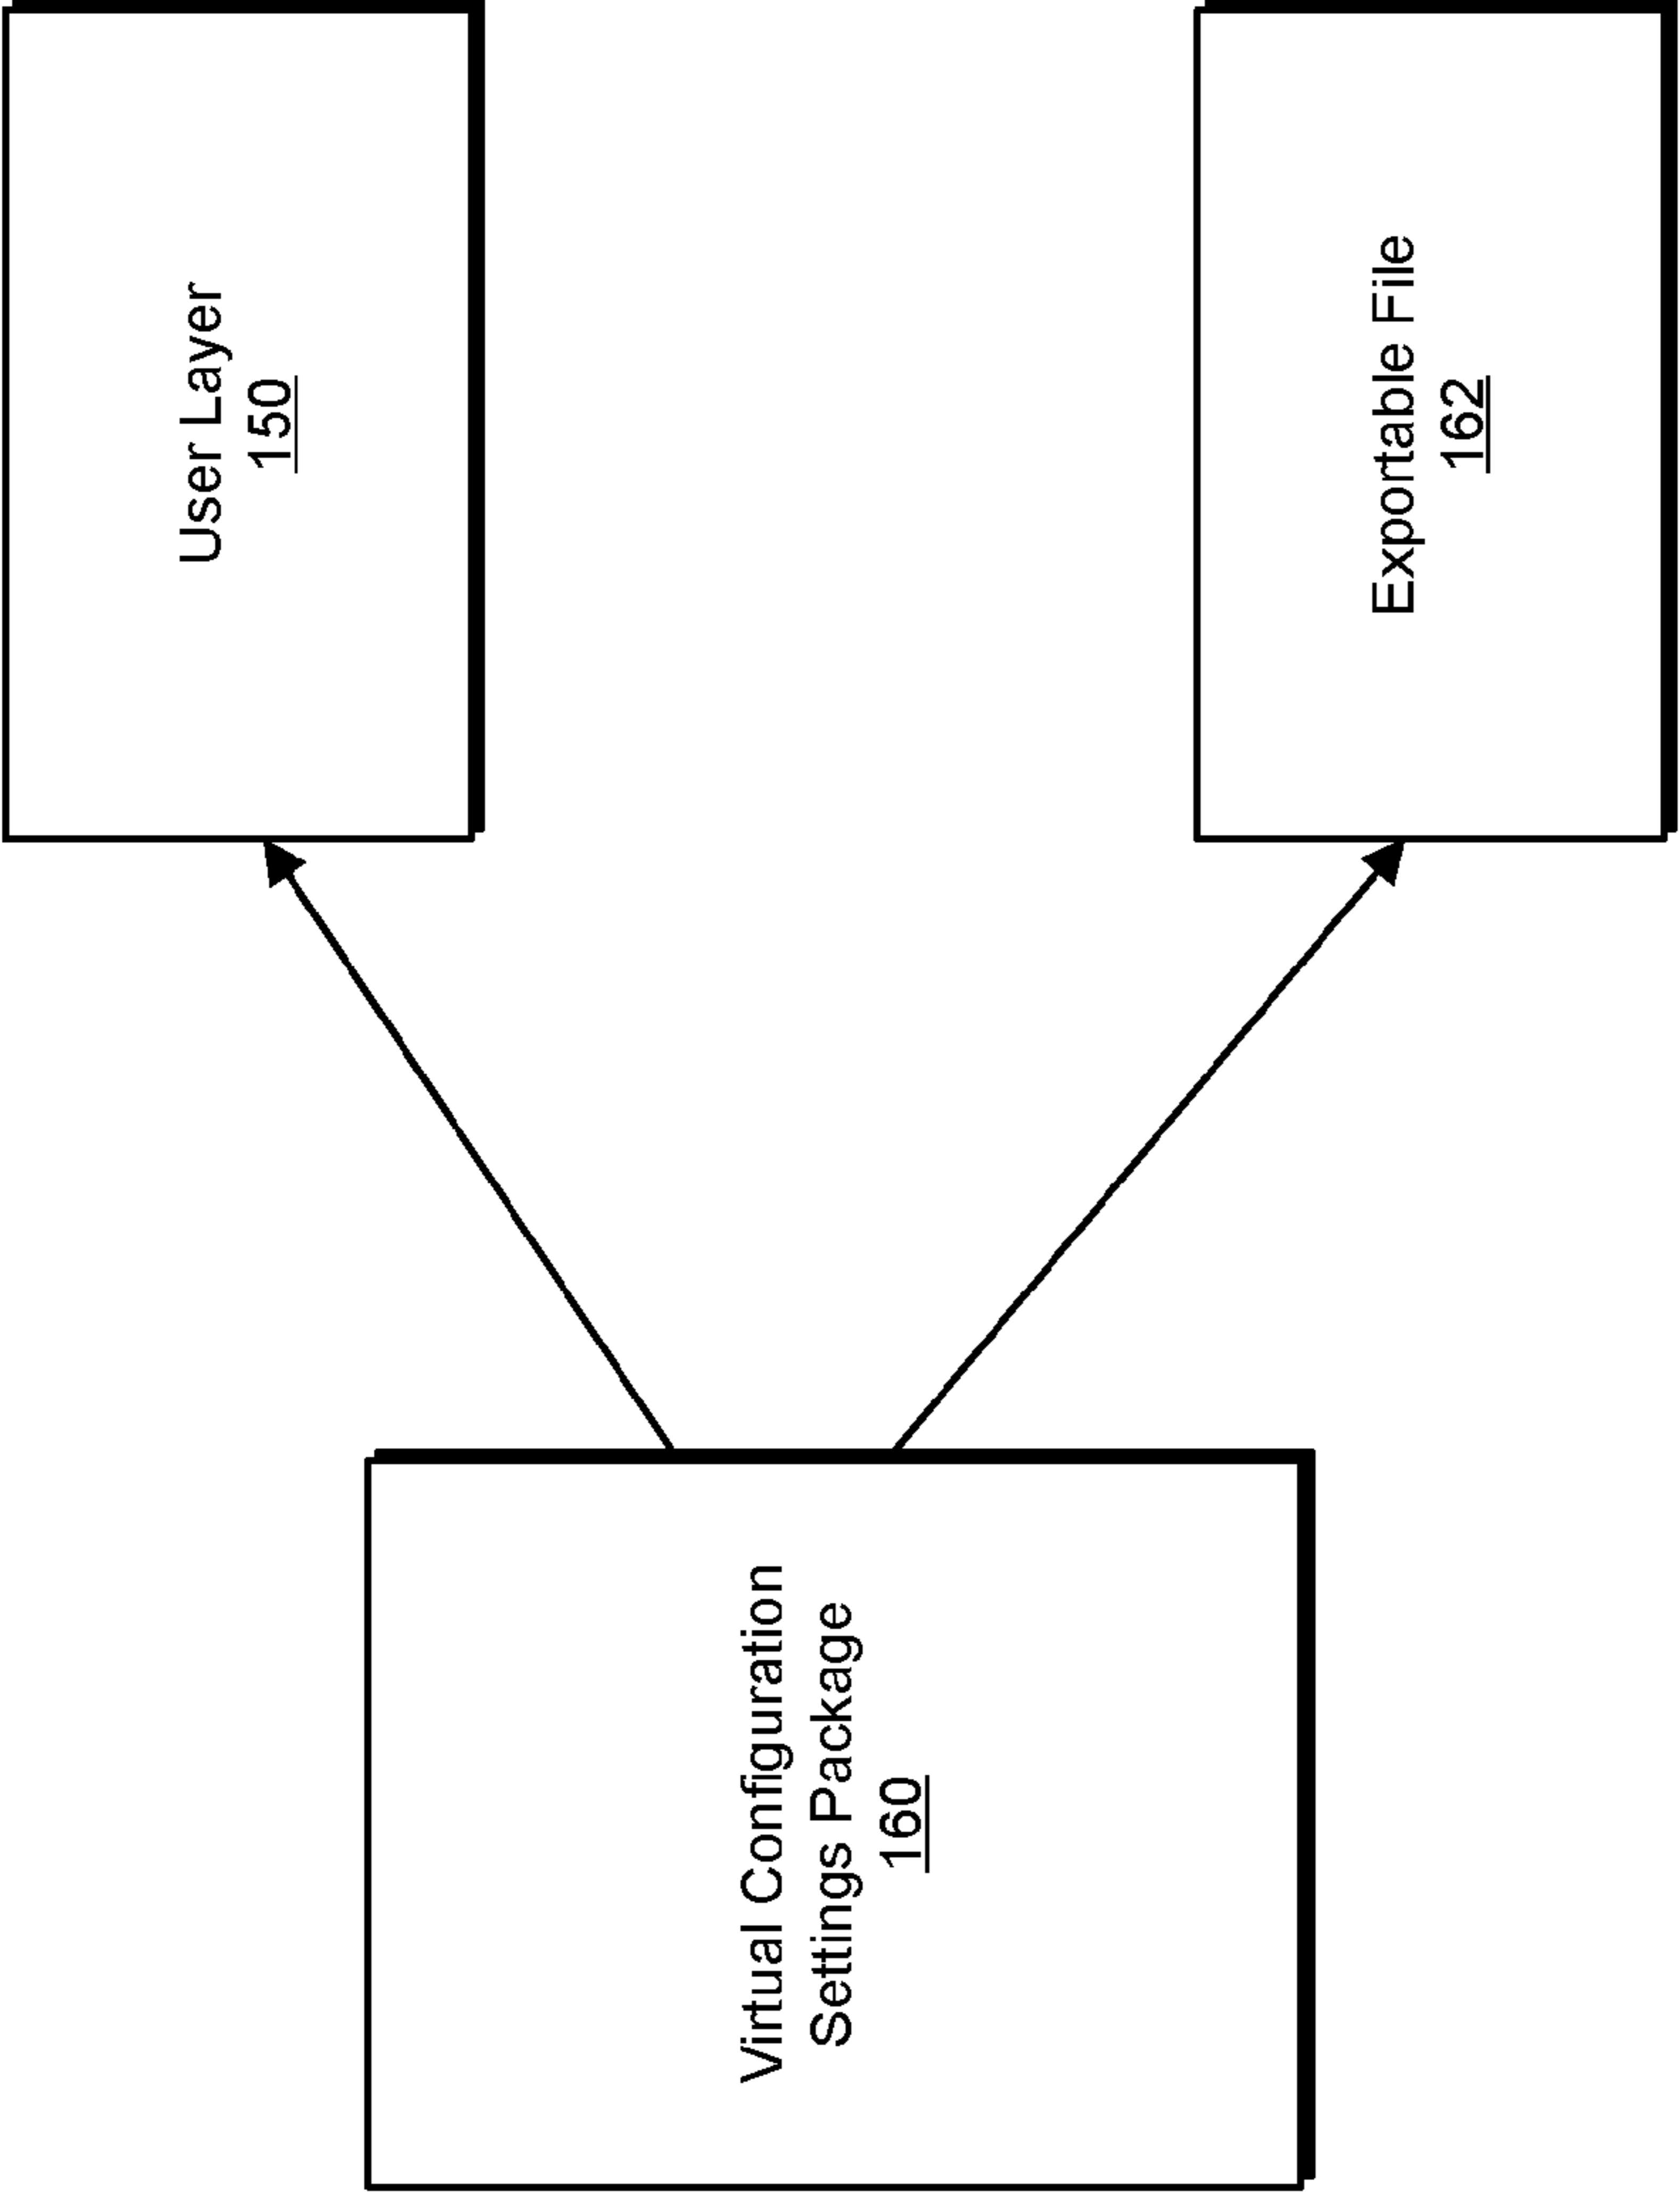 Virtual Configuration
Settings Package
160
User Layer
150
Exportable File
162